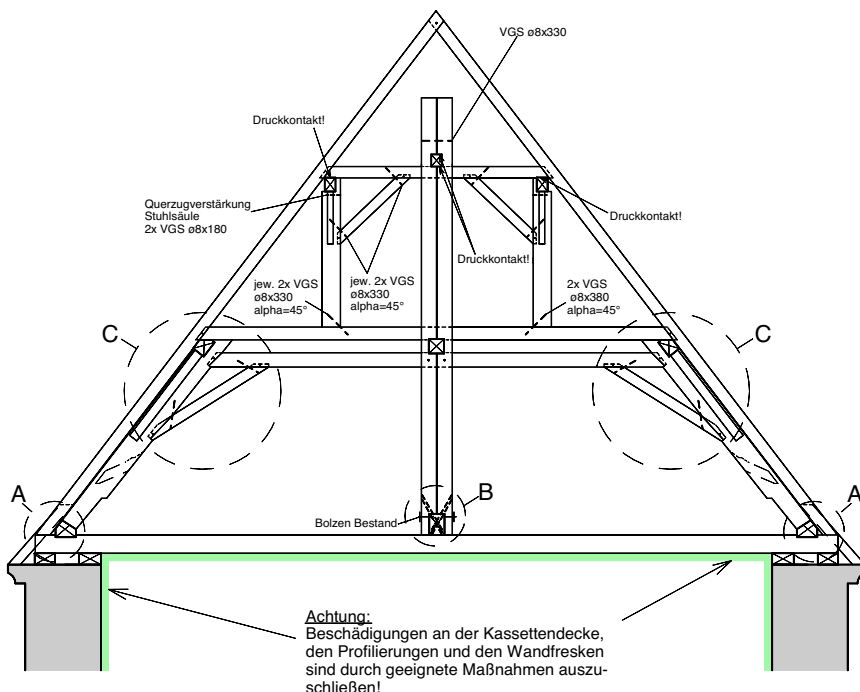 VGS ø8x330
Druckkontakt!
Querzugverstärkung
Stuhlsäule
2x VGS ø8x180
Druckkontakt!
Druckkontakt!
jew. 2x VGS
ø8x330
alpha=45°
jew. 2x VGS
ø8x330
alpha=45°
2x VGS
ø8x380
alpha=45°
C
C
A
B
A
Bolzen Bestand
Achtung:
Beschädigungen an der Kassettendecke,
den Profilierungen und den Wandfresken
sind durch geeignete Maßnahmen auszu-
schließen!